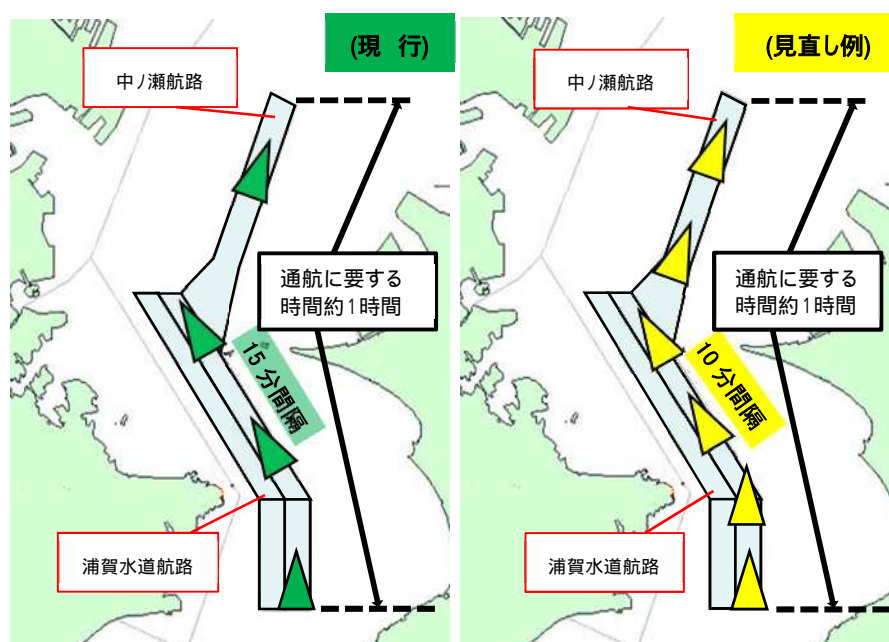 (現 行)
中ノ瀬航路
通航に要する
時間約1時間
15分間隔
浦賀水道航路
(見直し例)
中ノ瀬航路
通航に要する
時間約1時間
10分間隔
浦賀水道航路